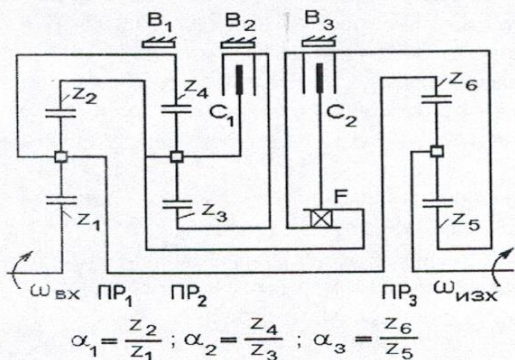 B₁ B₂ B₃
Z₂ Z₄ Z₆
C₁ C₂
F
Z₁ Z₃ Z₅
ωвх ПР₁ ПР₂ ПР₃ ωизх
α₁=Z₂/Z₁ ; α₂=Z₄/Z₃ ; α₃=Z₆/Z₅